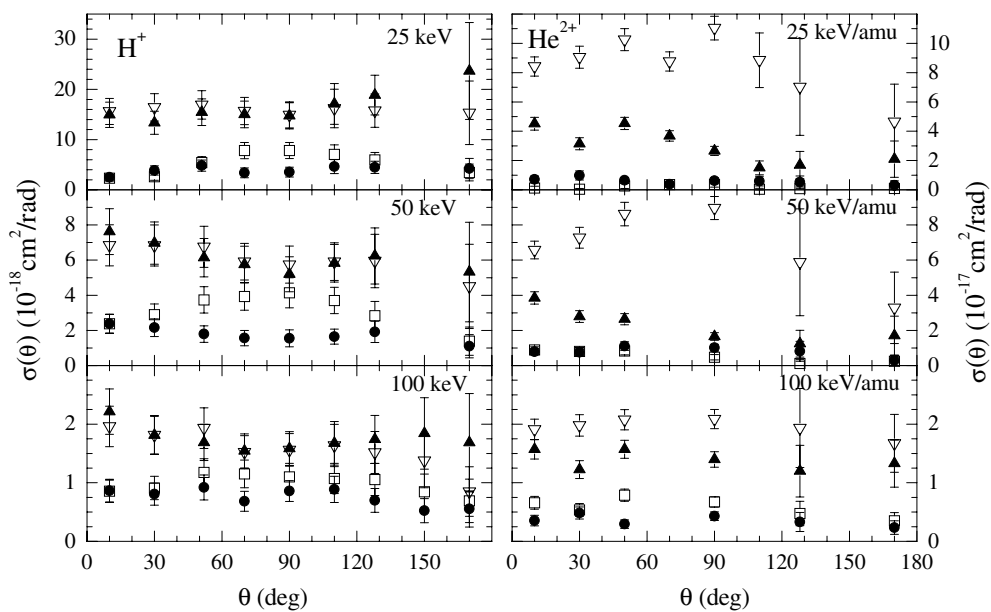 H⁺
25 keV
30
20
10
0
50 keV
8
6
4
2
0
100 keV
2
1
0
0 30 60 90 120 150
θ (deg)
σ(θ) (10⁻¹⁸cm²/rad)
He²⁺
25 keV/amu
10
8
6
4
2
0
50 keV/amu
8
6
4
2
0
100 keV/amu
2
1
0
0 30 60 90 120 150 180
θ (deg)
σ(θ) (10⁻¹⁷cm²/rad)